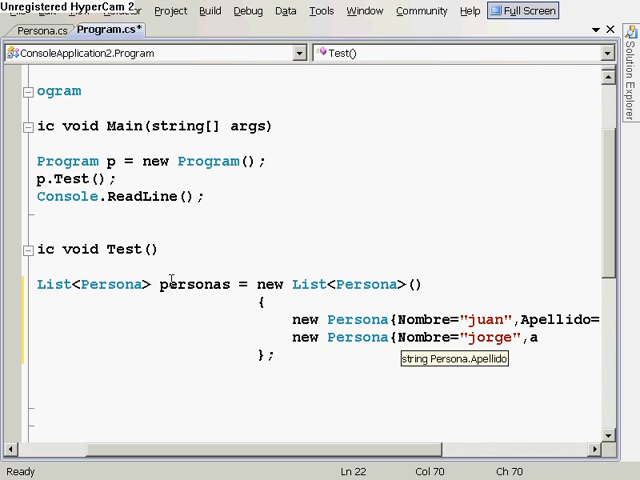 Unregistered HyperCam 2
Project Build Debug Data Tools Window Community Help Full Screen
Persona.cs Program.cs*
ConsoleApplication2.Program Test()
Solution Explorer
ogram
ic void Main(string[] args)
Program p = new Program();
p.Test();
Console.ReadLine();
ic void Test()
List<Persona> personas = new List<Persona>()
{
new Persona{Nombre="juan",Apellido=
new Persona{Nombre="jorge",a
string Persona.Apellido
};
Ready Ln 22 Col 70 Ch 70